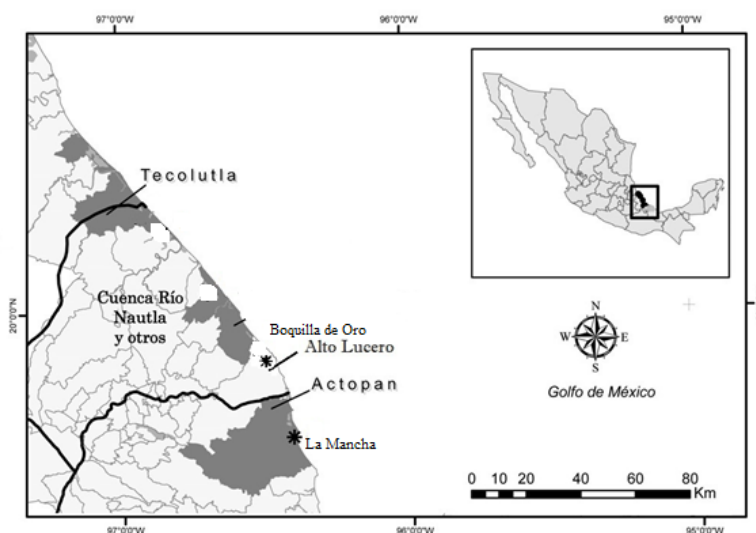 97°0'0"W
96°0'0"W
95°0'0"W
Tecolutla
Cuenca Río
Nautla
y otros
Boquilla de Oro
Alto Lucero
Actopan
La Mancha
20°0'0"N
N
W
E
S
Golfo de México
0 10 20 40 60 80
Km
97°0'0"W
96°0'0"W
95°0'0"W